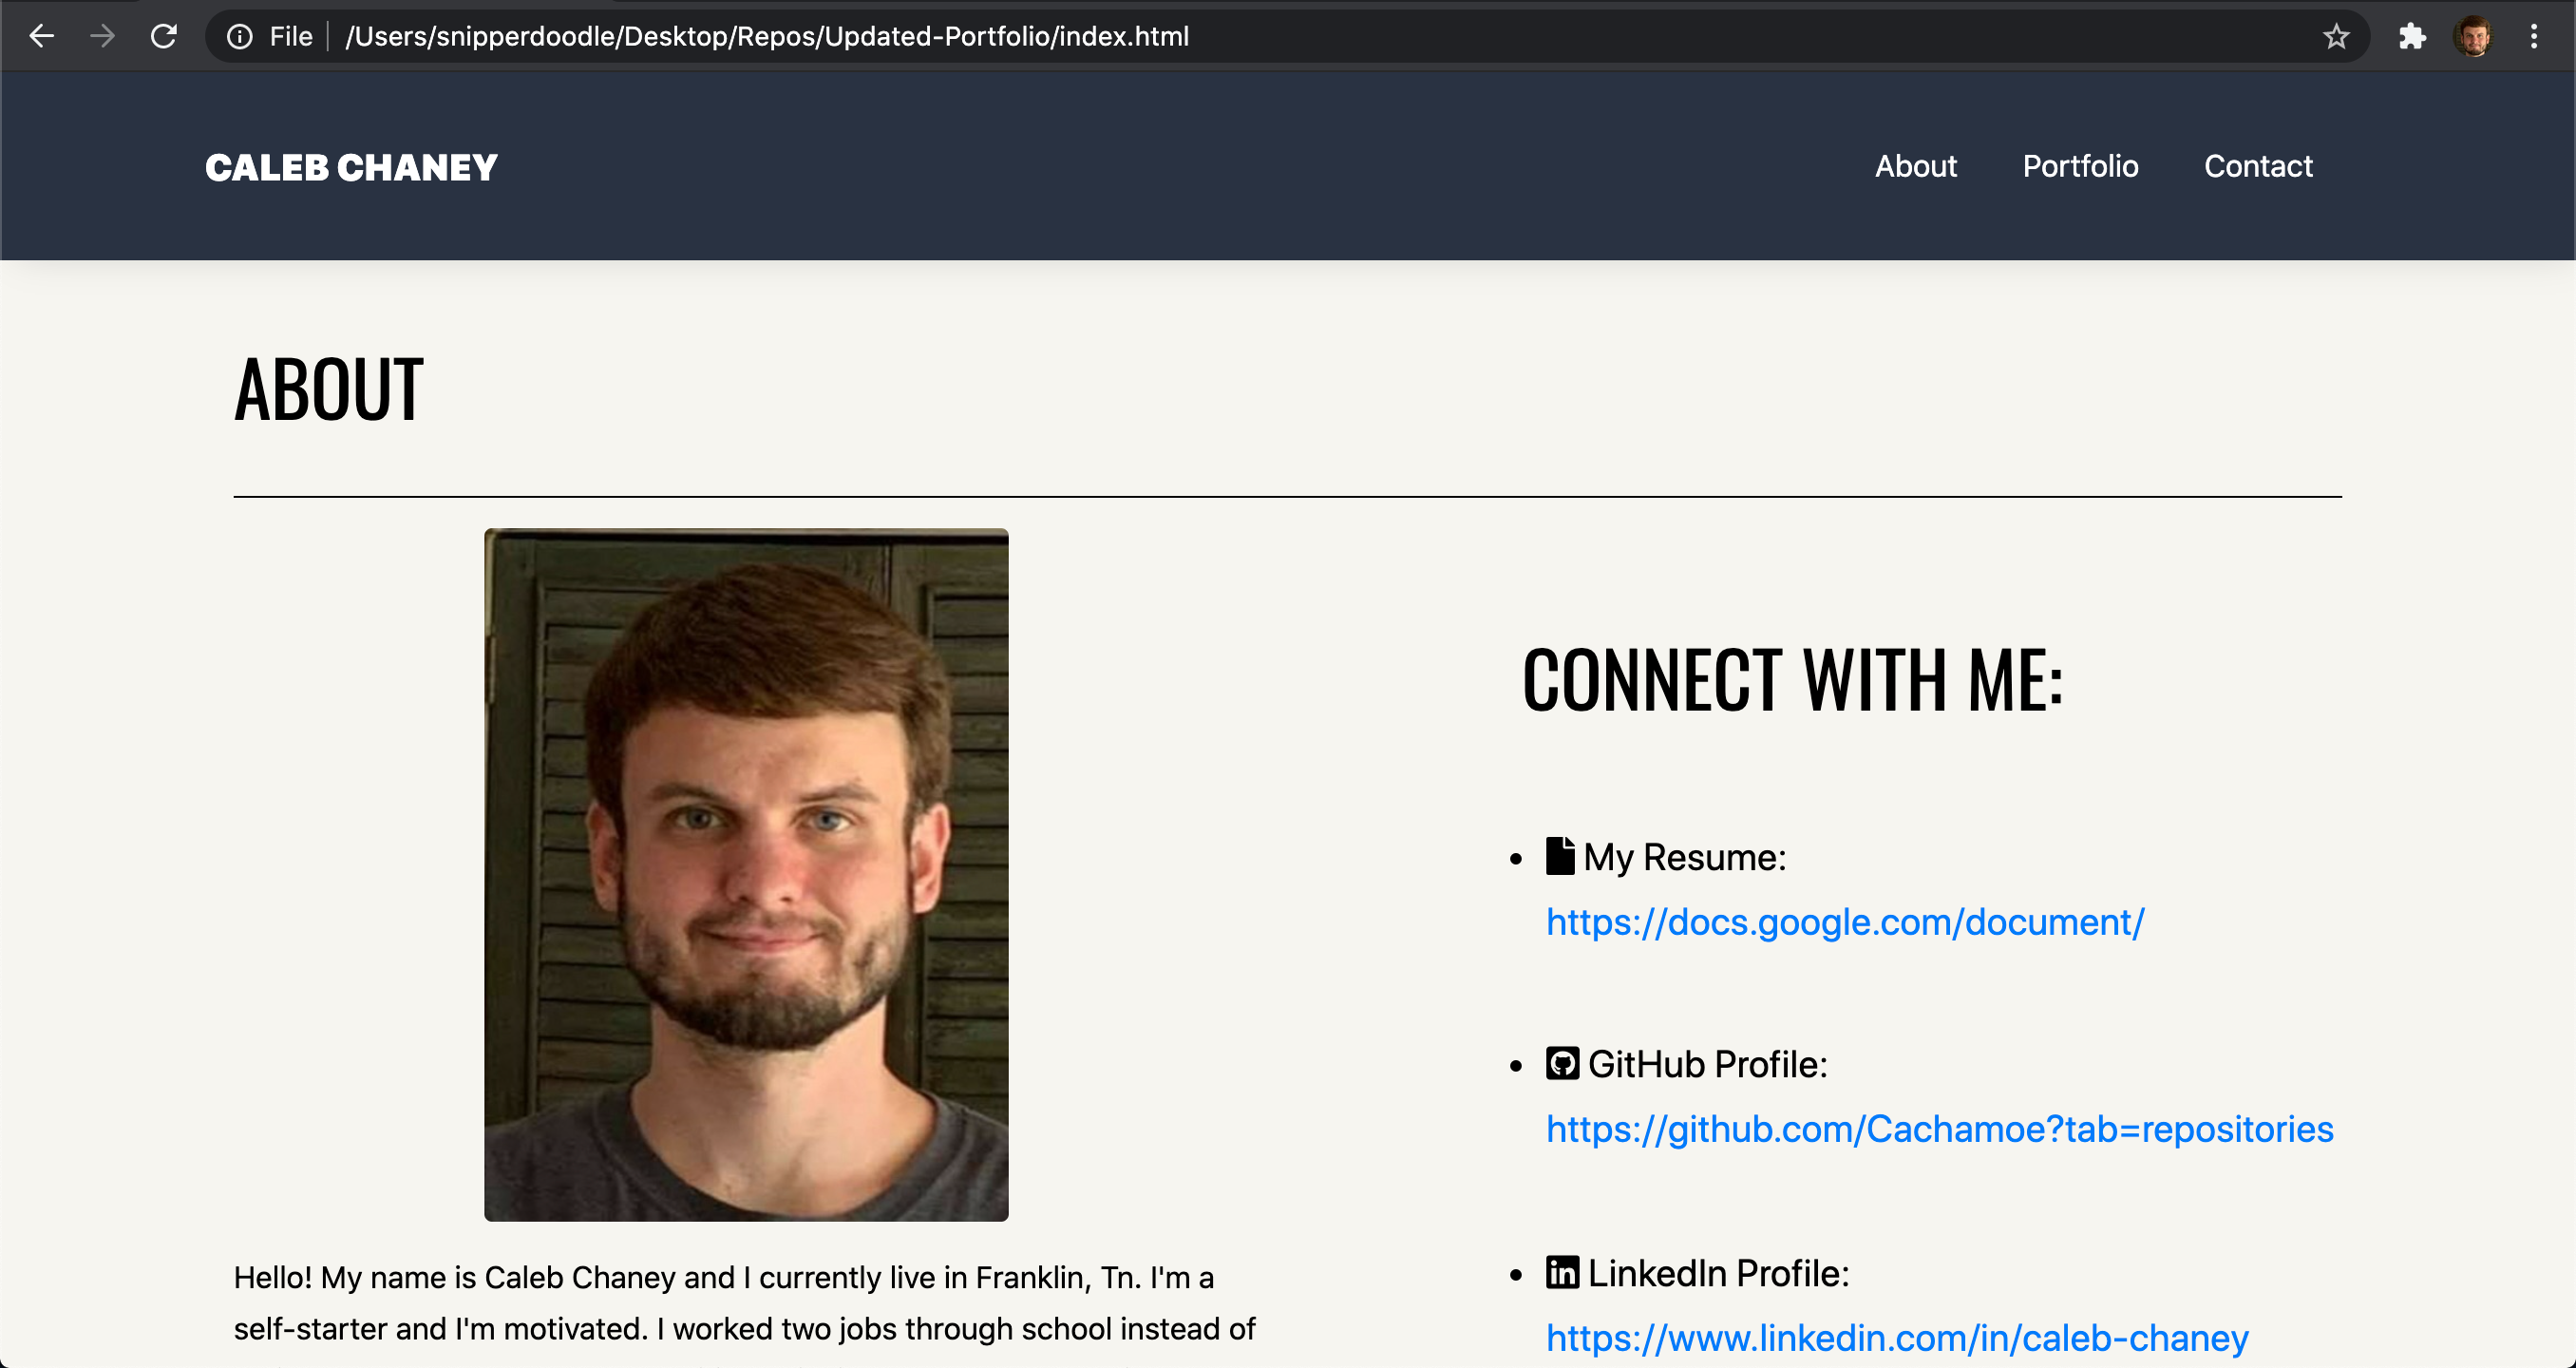 File /Users/snipperdoodle/Desktop/Repos/Updated-Portfolio/index.html
CALEB CHANEY
About Portfolio Contact
ABOUT
Hello! My name is Caleb Chaney and I currently live in Franklin, Tn. I'm a
self-starter and I'm motivated. I worked two jobs through school instead of
CONNECT WITH ME:
My Resume:
https://docs.google.com/document/
GitHub Profile:
https://github.com/Cachamoe?tab=repositories
LinkedIn Profile:
https://www.linkedin.com/in/caleb-chaney